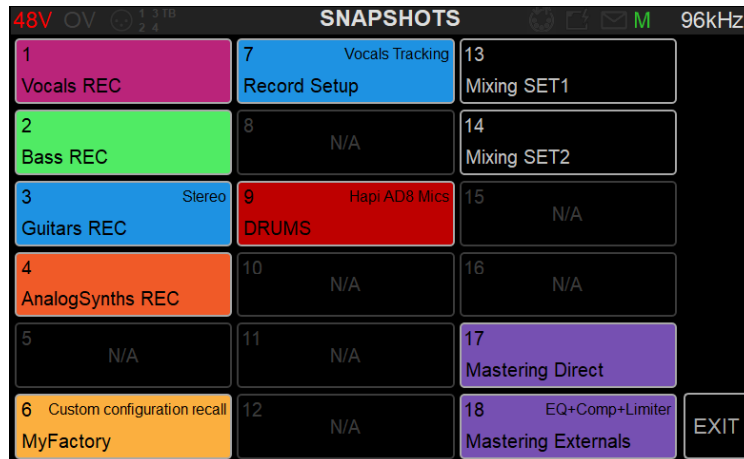 48V OV 1 3 TB 2 4 SNAPSHOTS M 96kHz
1
Vocals REC
7 Vocals Tracking
Record Setup
13
Mixing SET1
2
Bass REC
8
N/A
14
Mixing SET2
3 Stereo
Guitars REC
9 Hapi AD8 Mics
DRUMS
15
N/A
4
AnalogSynths REC
10
N/A
16
N/A
5
N/A
11
N/A
17
Mastering Direct
6 Custom configuration recall
MyFactory
12
N/A
18 EQ+Comp+Limiter
Mastering Externals
EXIT